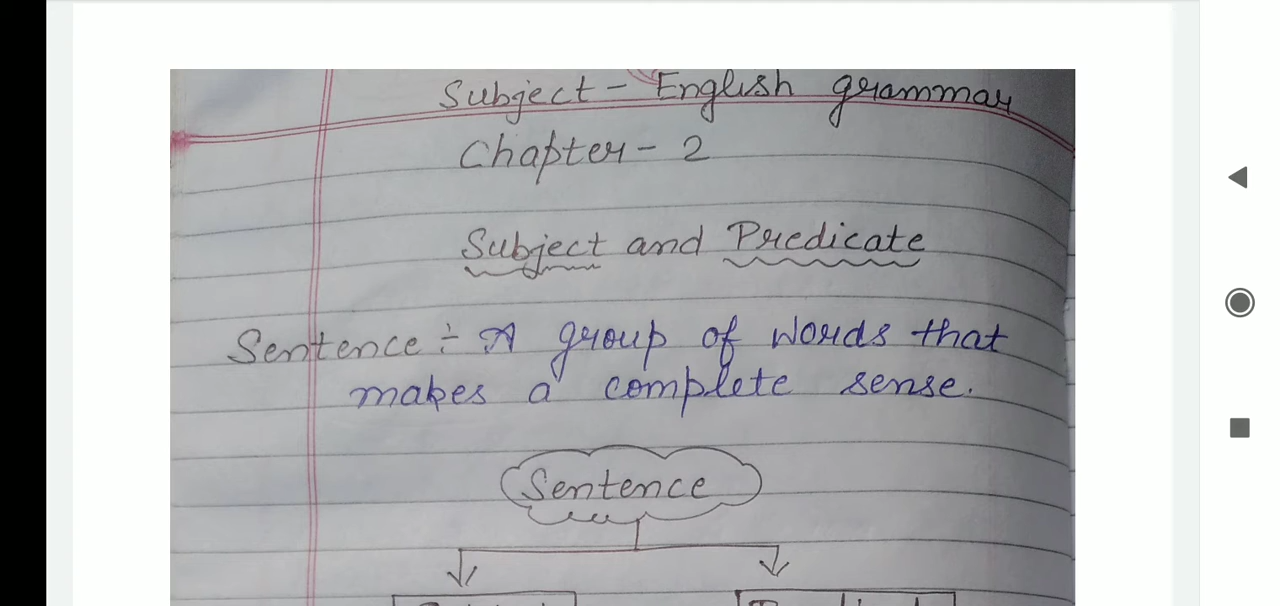 Subject - English grammar
Chapter - 2
Subject and Predicate
Sentence ÷ A group of words that
makes a complete sense.
Sentence